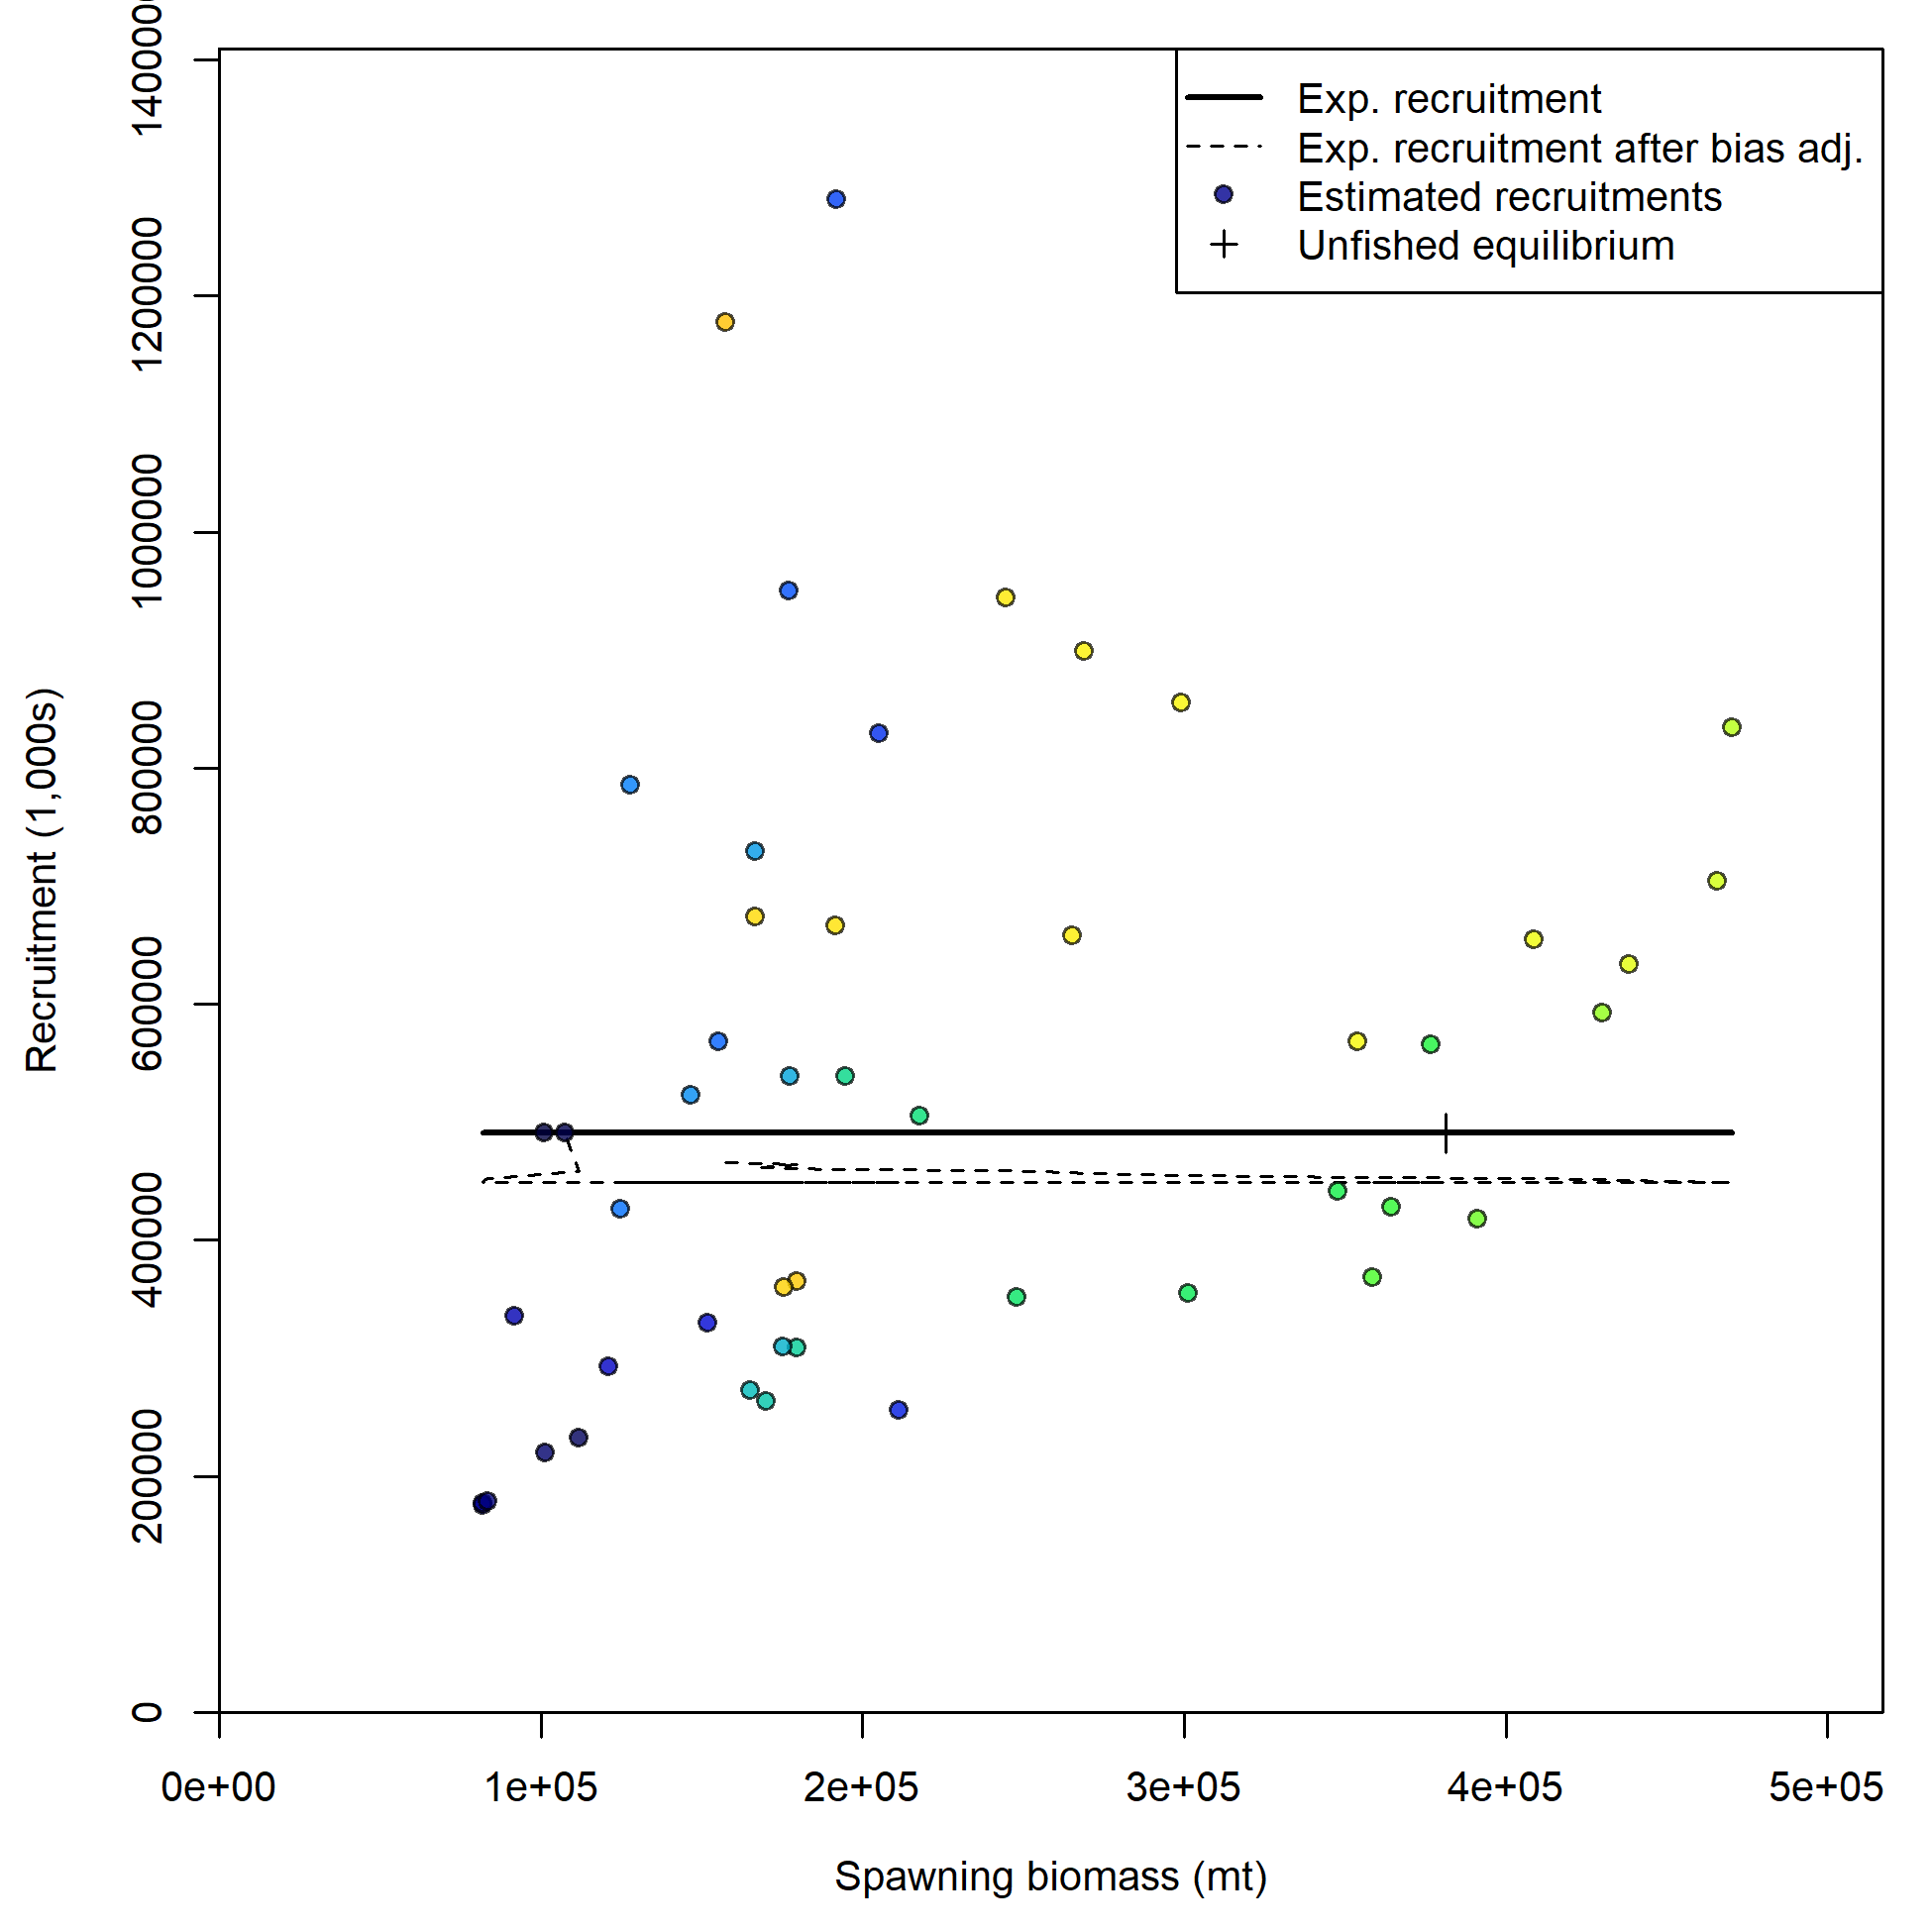 1400000
1200000
1000000
800000
600000
400000
200000
0
Recruitment (1,000s)
Exp. recruitment
Exp. recruitment after bias adj.
Estimated recruitments
Unfished equilibrium
0e+00 1e+05 2e+05 3e+05 4e+05 5e+05
Spawning biomass (mt)